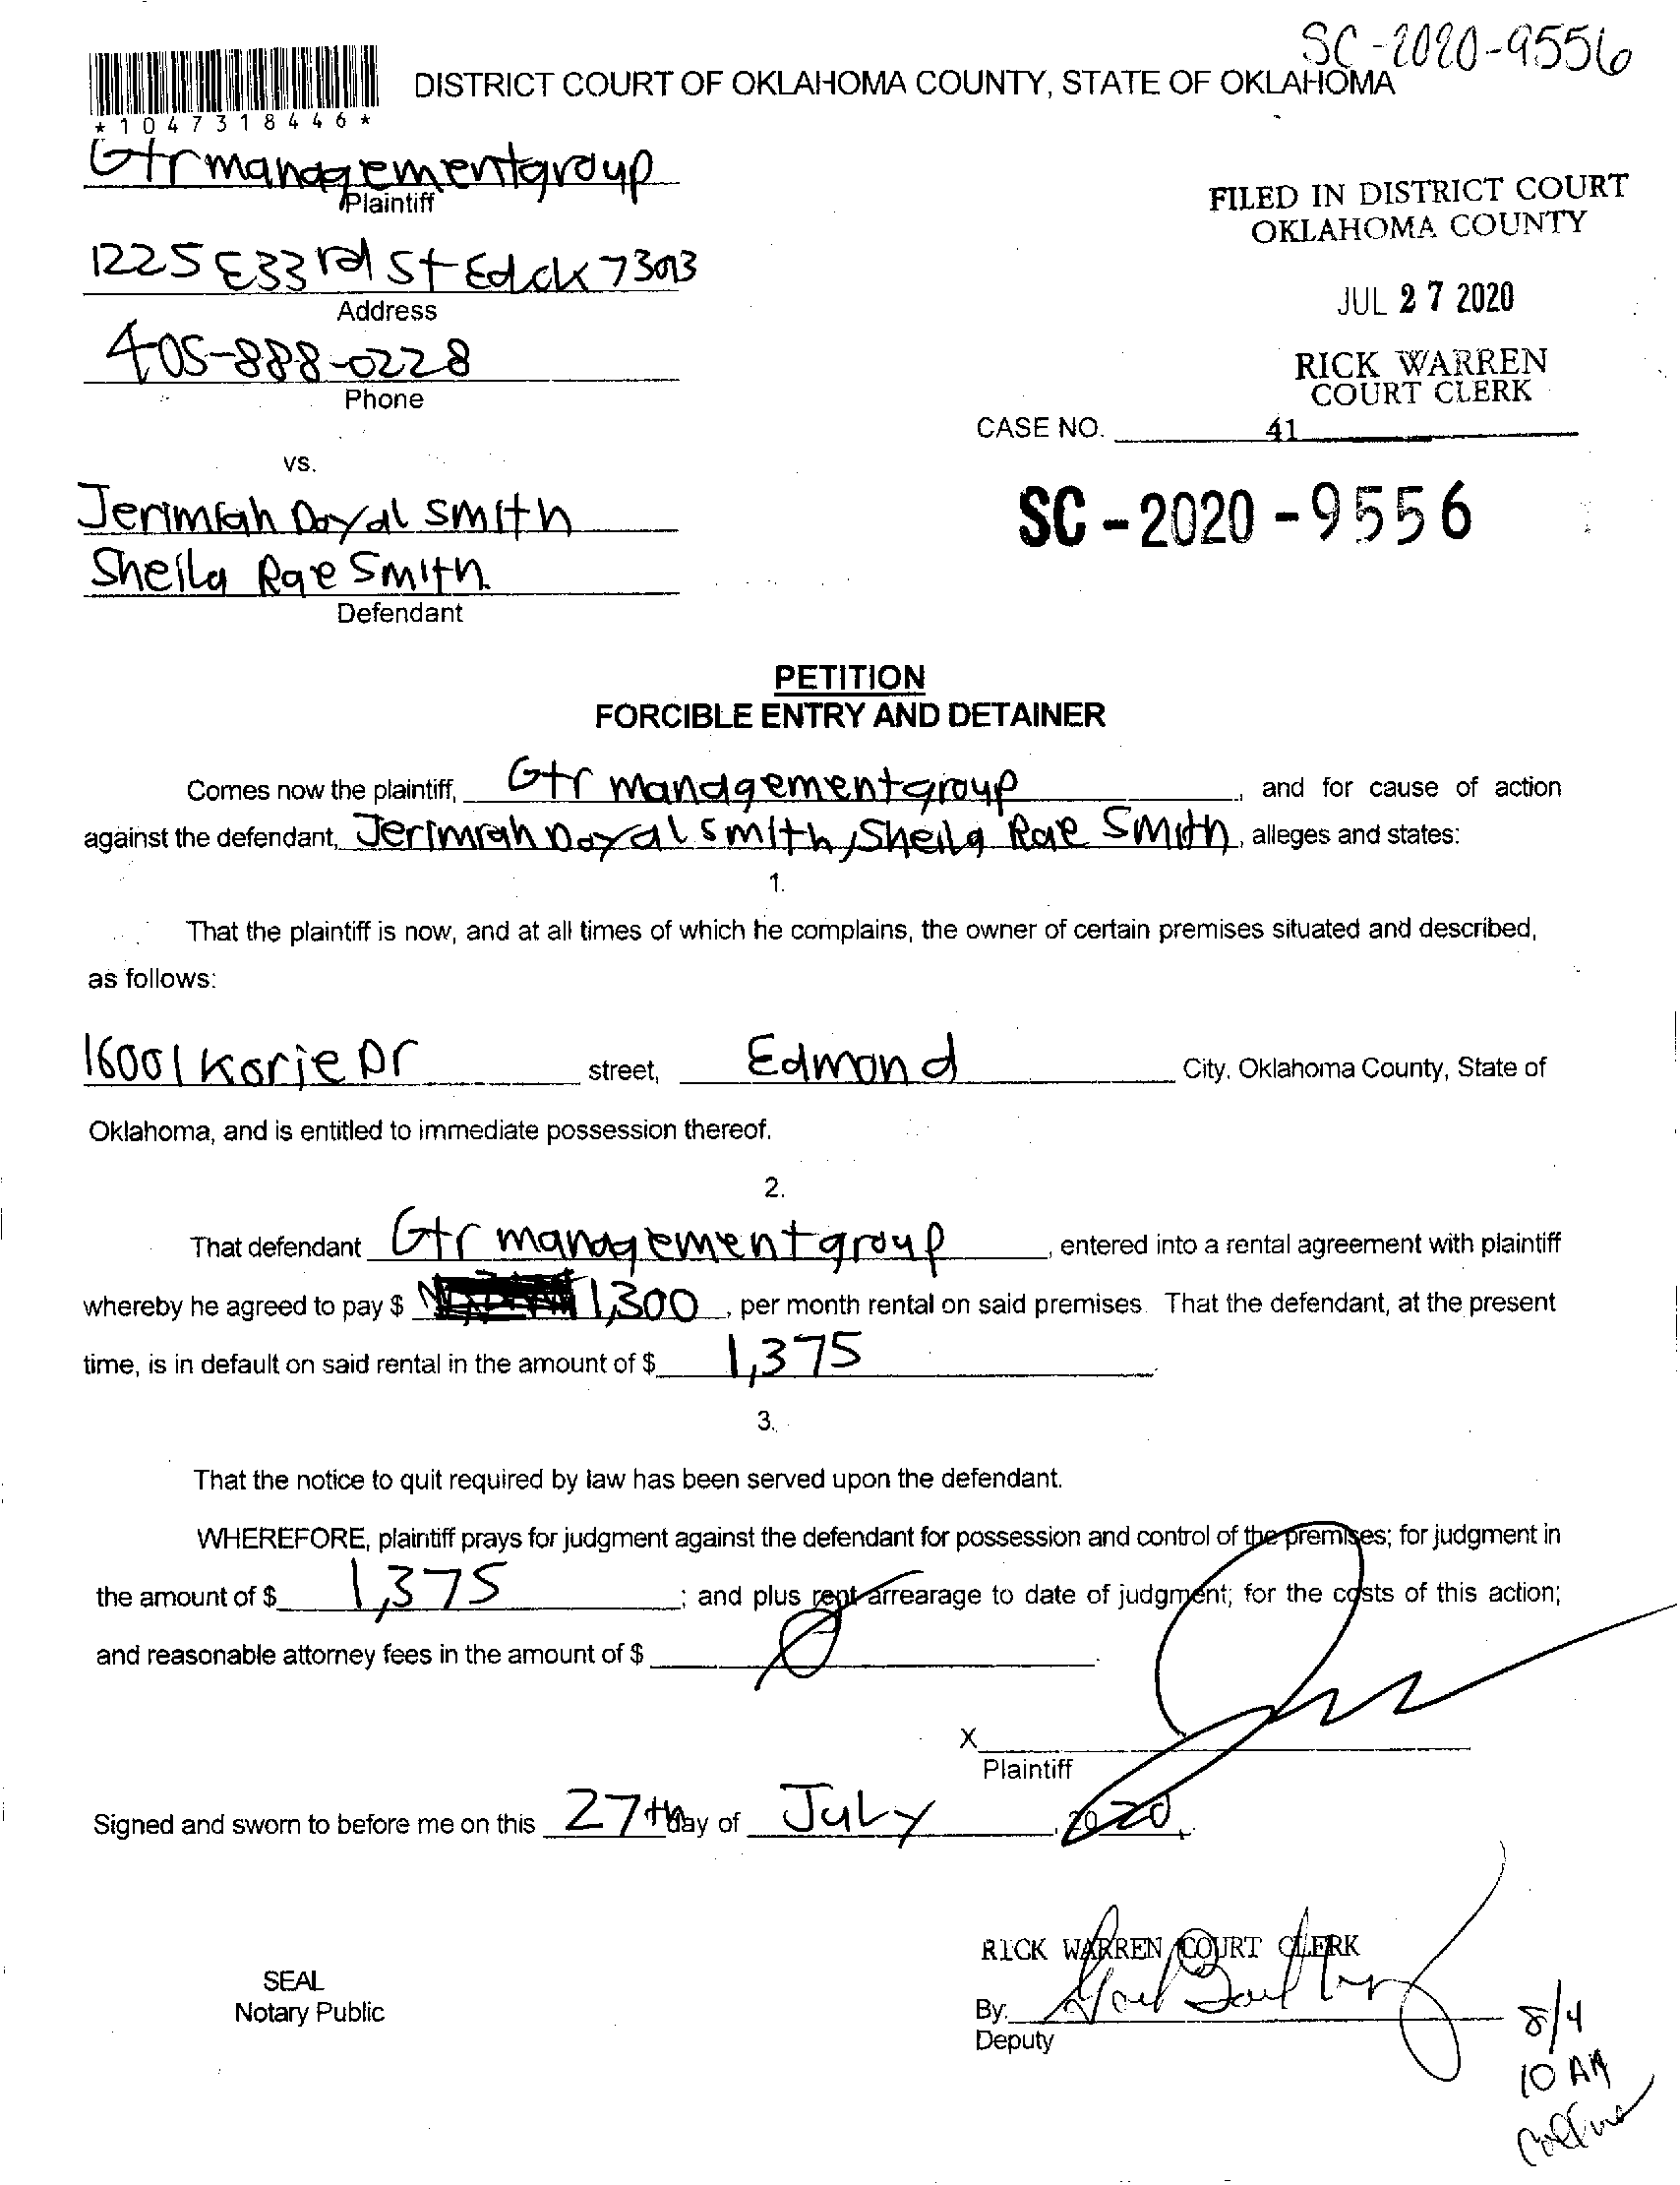 SC-2020-9556
DISTRICT COURT OF OKLAHOMA COUNTY, STATE OF OKLAHOMA
*1047318446*
Gtr managementgroup
Plaintiff
FILED IN DISTRICT COURT
OKLAHOMA COUNTY
1225 E 33rd St Ed ok 73013
Address
JUL 27 2020
405-888-0228
Phone
RICK WARREN
COURT CLERK
CASE NO. 41
vs.
Jerimiah Doyal smith
SC-2020-9556
Sheila Rae Smith
Defendant
PETITION
FORCIBLE ENTRY AND DETAINER
Comes now the plaintiff, Gtr managementgroup, and for cause of action
against the defendant, Jerimiah Doyal smith, Sheila Rae Smith, alleges and states:
1.
That the plaintiff is now, and at all times of which he complains, the owner of certain premises situated and described,
as follows:
16001 Korie Dr street, Edmond City, Oklahoma County, State of
Oklahoma, and is entitled to immediate possession thereof.
2.
That defendant Gtr management group, entered into a rental agreement with plaintiff
whereby he agreed to pay $ 1,300, per month rental on said premises. That the defendant, at the present
time, is in default on said rental in the amount of $ 1,375.
3.
That the notice to quit required by law has been served upon the defendant.
WHEREFORE, plaintiff prays for judgment against the defendant for possession and control of the premises; for judgment in
the amount of $ 1,375; and plus rent arrearage to date of judgment; for the costs of this action;
and reasonable attorney fees in the amount of $ 0.
X
Plaintiff
Signed and sworn to before me on this 27th day of July, 2020.
RICK WARREN COURT CLERK
SEAL
Notary Public
By:
Deputy
8/4
10 AM